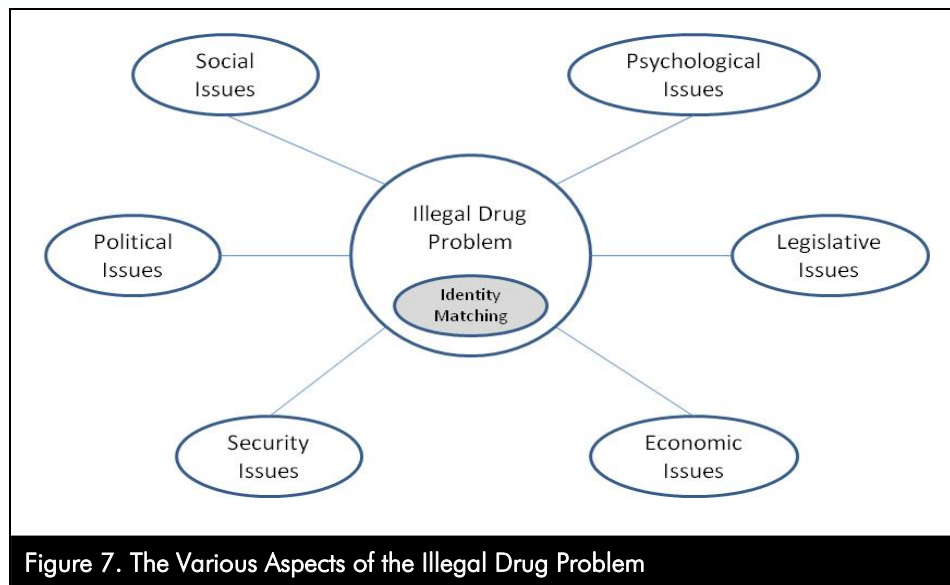 Social
Issues
Psychological
Issues
Illegal Drug
Problem
Political
Issues
Legislative
Issues
Identity
Matching
Security
Issues
Economic
Issues
Figure 7. The Various Aspects of the Illegal Drug Problem